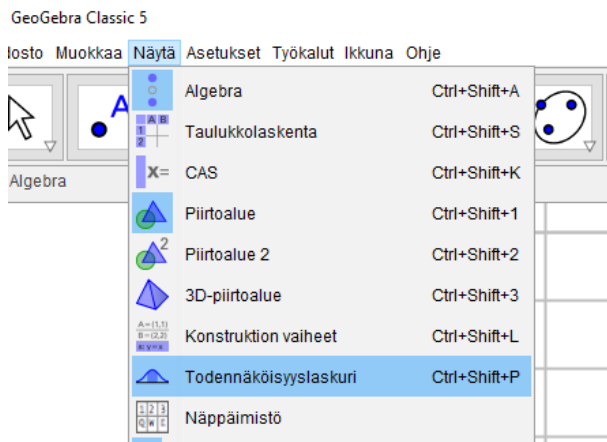 GeoGebra Classic 5
losto Muokkaa Näytä Asetukset Työkalut Ikkuna Ohje
A
Algebra
Algebra Ctrl+Shift+A
Taulukkolaskenta Ctrl+Shift+S
CAS Ctrl+Shift+K
Piirtoalue Ctrl+Shift+1
Piirtoalue 2 Ctrl+Shift+2
3D-piirtoalue Ctrl+Shift+3
Konstruktion vaiheet Ctrl+Shift+L
Todennäköisyyslaskuri Ctrl+Shift+P
Näppäimistö